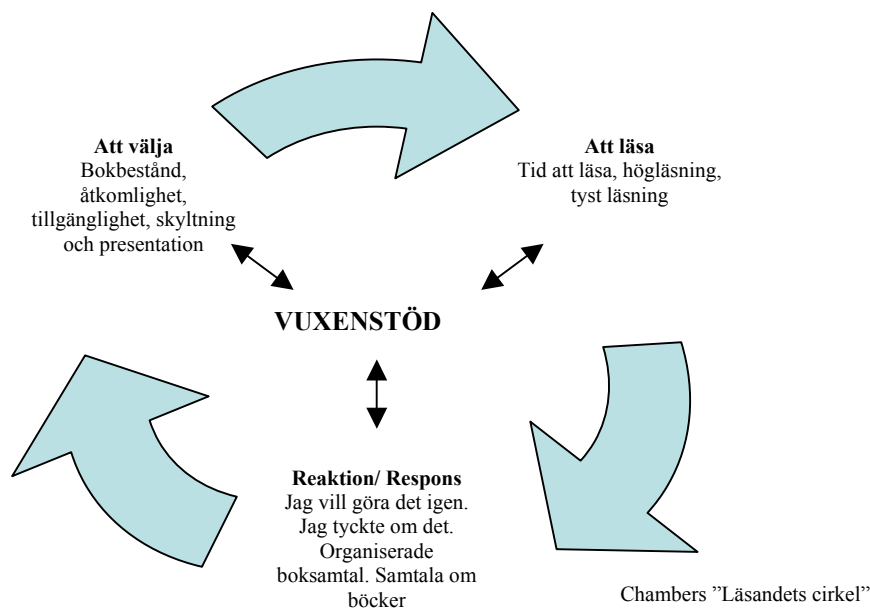 Att välja
Bokbestånd,
åtkomlighet,
tillgänglighet, skyltning
och presentation
Att läsa
Tid att läsa, högläsning,
tyst läsning
VUXENSTÖD
Reaktion/ Respons
Jag vill göra det igen.
Jag tyckte om det.
Organiserade
boksamtal. Samtala om
böcker
Chambers ”Läsandets cirkel”